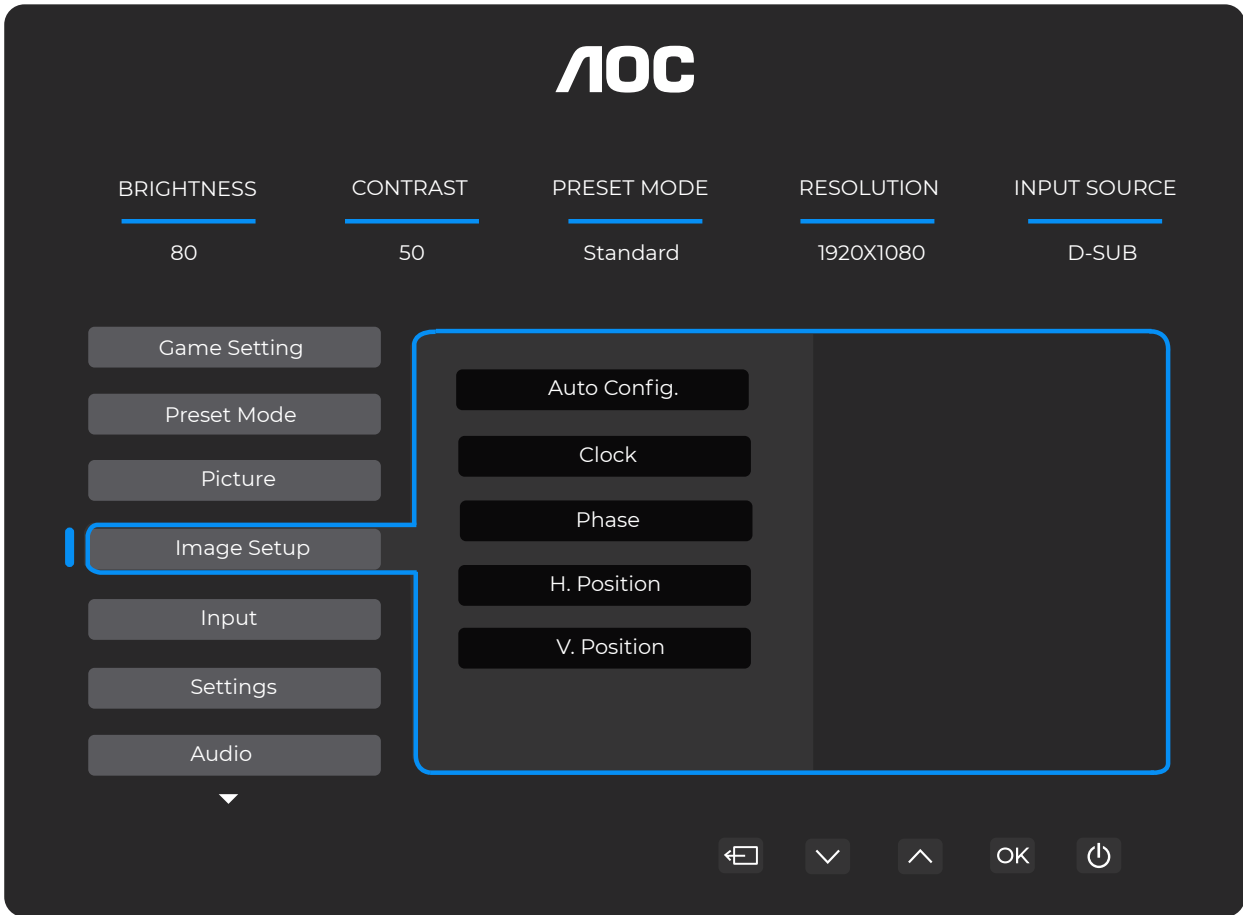 AOC
BRIGHTNESS CONTRAST PRESET MODE RESOLUTION INPUT SOURCE
80 50 Standard 1920X1080 D-SUB
Game Setting
Preset Mode
Picture
Image Setup
Input
Settings
Audio
Auto Config.
Clock
Phase
H. Position
V. Position
OK